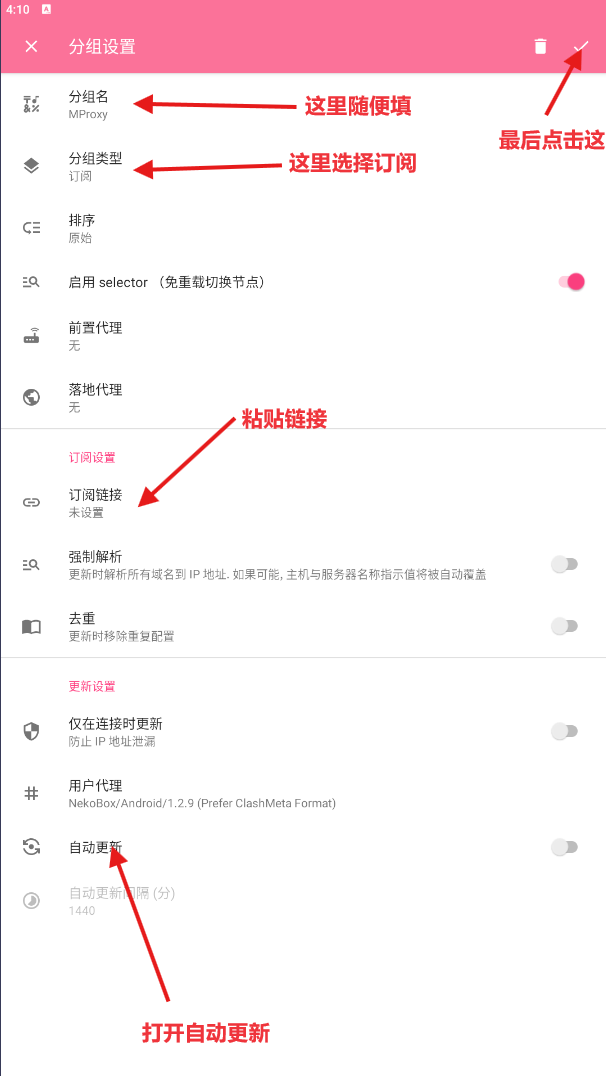 4:10 A
分组设置
分组名
MProxy
这里随便填
最后点击这
分组类型
订阅
这里选择订阅
排序
原始
启用 selector （免重载切换节点）
前置代理
无
落地代理
无
粘贴链接
订阅设置
订阅链接
未设置
强制解析
更新时解析所有域名到 IP 地址. 如果可能, 主机与服务器名称指示值将被自动覆盖
去重
更新时移除重复配置
更新设置
仅在连接时更新
防止 IP 地址泄漏
用户代理
NekoBox/Android/1.2.9 (Prefer ClashMeta Format)
自动更新
自动更新间隔 (分)
1440
打开自动更新